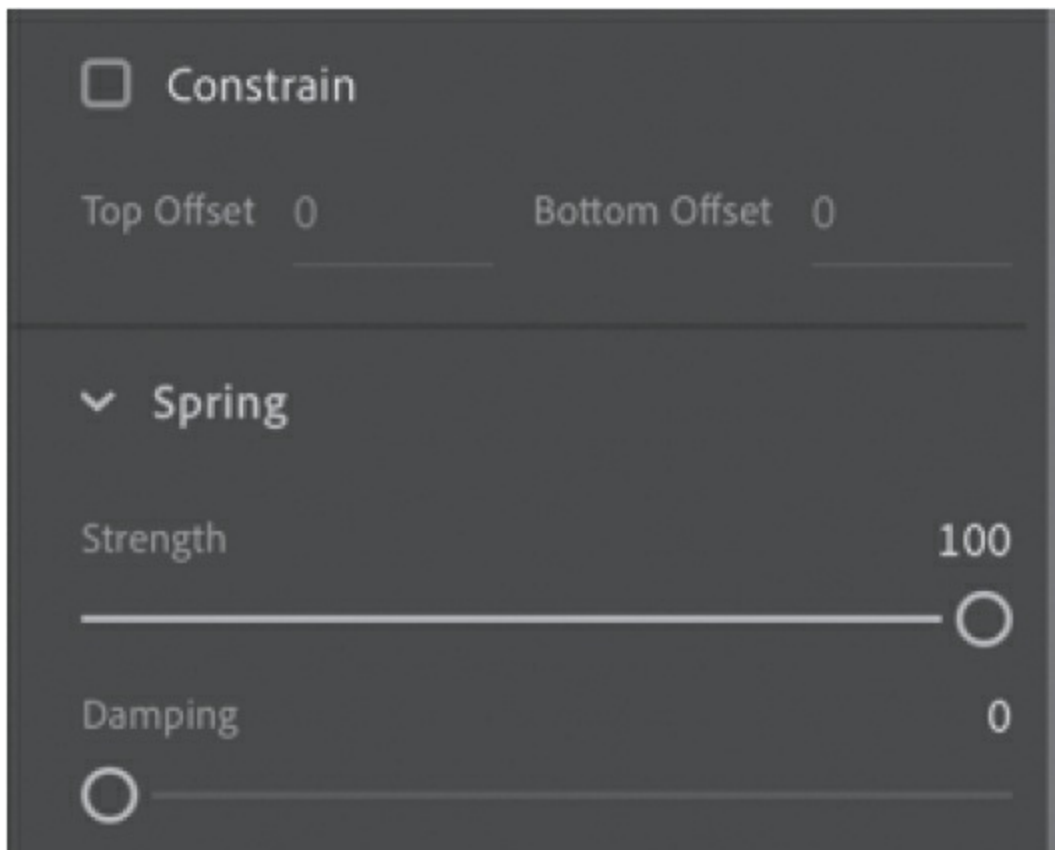 Constrain
Top Offset 0 Bottom Offset 0
Spring
Strength 100
Damping 0